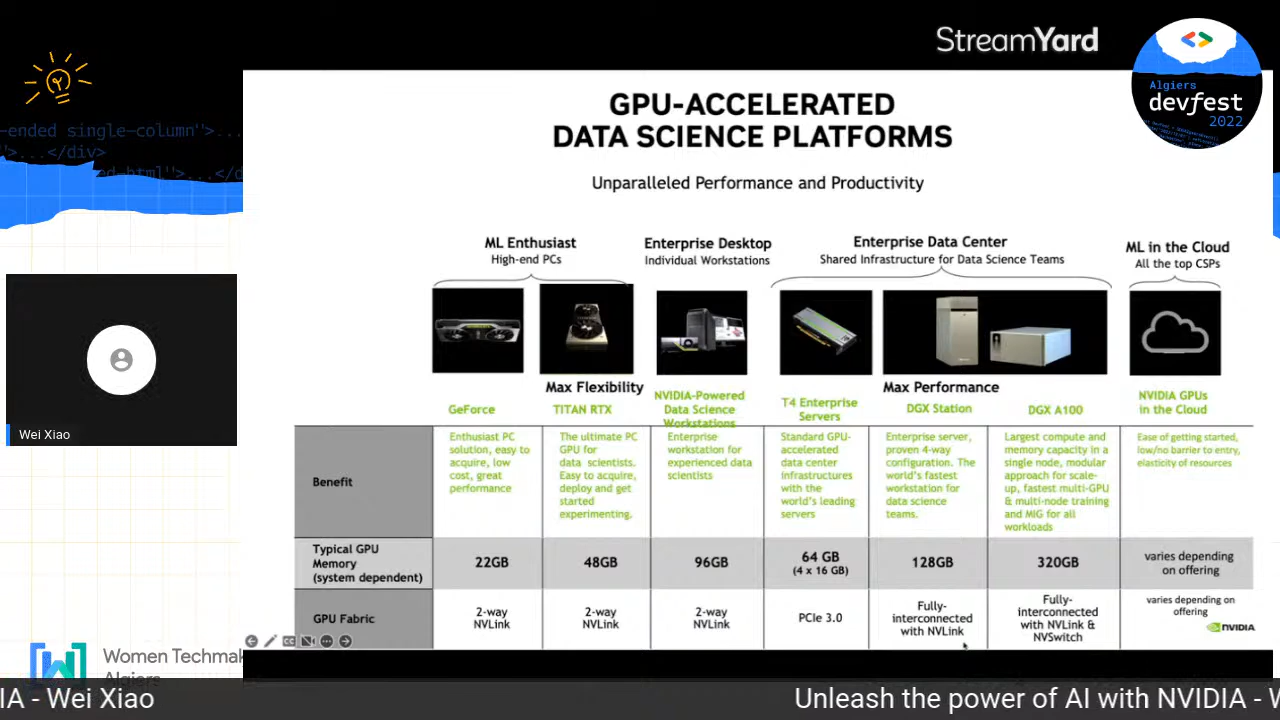 StreamYard
Algiers
devfest
2022
-ended single-column">...
">...</div>
ed-html">...</d
GPU-ACCELERATED
DATA SCIENCE PLATFORMS
Unparalleled Performance and Productivity
ML Enthusiast
High-end PCs
Enterprise Desktop
Individual Workstations
Enterprise Data Center
Shared Infrastructure for Data Science Teams
ML in the Cloud
All the top CSPs
Max Flexibility
Max Performance
GeForce
TITAN RTX
NVIDIA-Powered
Data Science
Workstations
T4 Enterprise
Servers
DGX Station
DGX A100
NVIDIA GPUs
in the Cloud
Benefit
Enthusiast PC
solution, easy to
acquire, low
cost, great
performance
The ultimate PC
GPU for
data scientists.
Easy to acquire,
deploy and get
started
experimenting.
Enterprise
workstation for
experienced data
scientists
Standard GPU-
accelerated
data center
infrastructures
with the
world's leading
servers
Enterprise server,
proven 4-way
configuration. The
world's fastest
workstation for
data science
teams.
Largest compute and
memory capacity in a
single node, modular
approach for scale-
up, fastest multi-GPU
& multi-node training
and MIG for all
workloads
Ease of getting started,
low/no barrier to entry,
elasticity of resources
Typical GPU
Memory
(system dependent)
22GB
48GB
96GB
64 GB
(4 x 16 GB)
128GB
320GB
varies depending
on offering
GPU Fabric
2-way
NVLink
2-way
NVLink
2-way
NVLink
PCIe 3.0
Fully-
interconnected
with NVLink
Fully-
interconnected
with NVLink &
NVSwitch
varies depending on
offering
NVIDIA
Wei Xiao
Women Techmak
Algiers
IA - Wei Xiao
Unleash the power of AI with NVIDIA - W